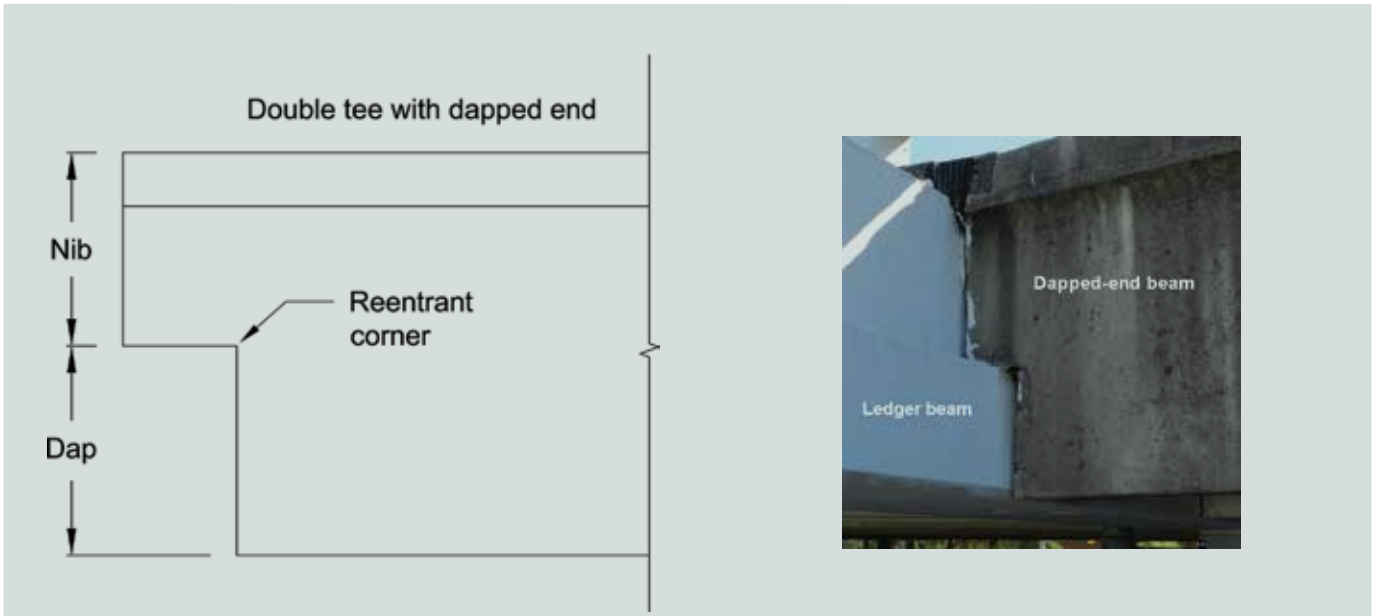 Double tee with dapped end
Nib
Reentrant
corner
Dap
Dapped-end beam
Ledger beam